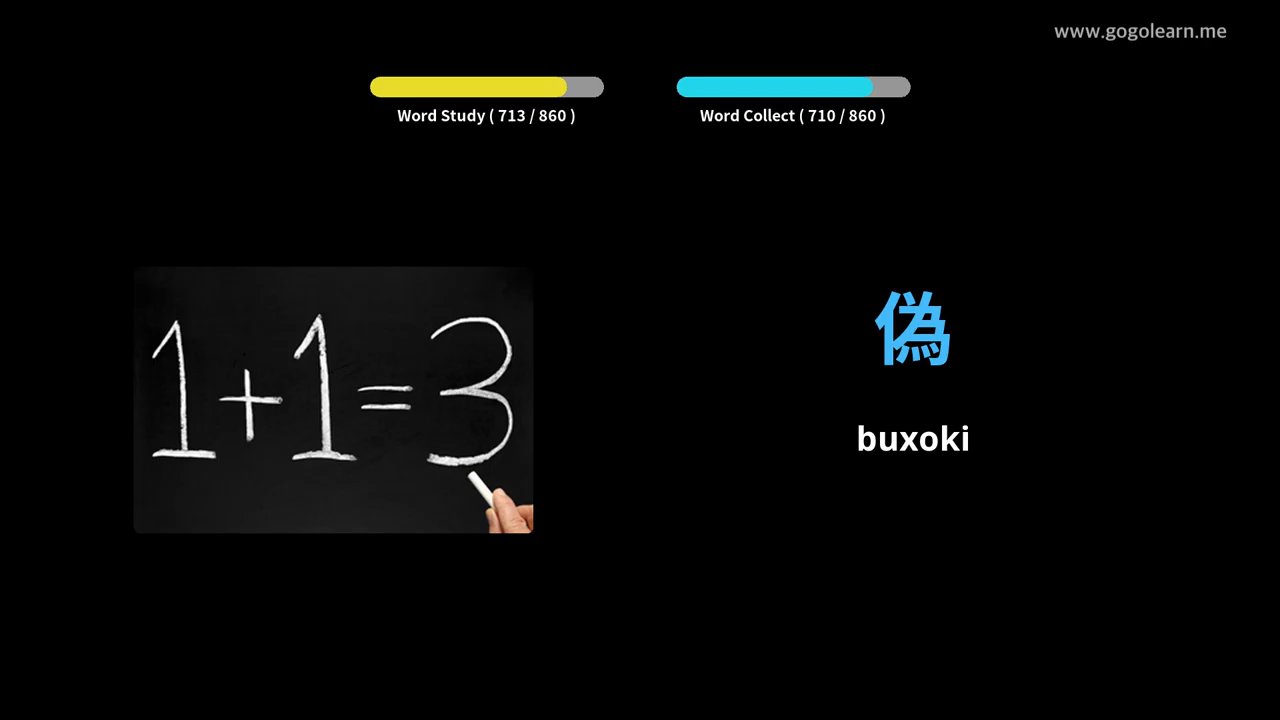 www.gogolearn.me
Word Study ( 713 / 860 )
Word Collect ( 710 / 860 )
1+1=3
偽
buxoki